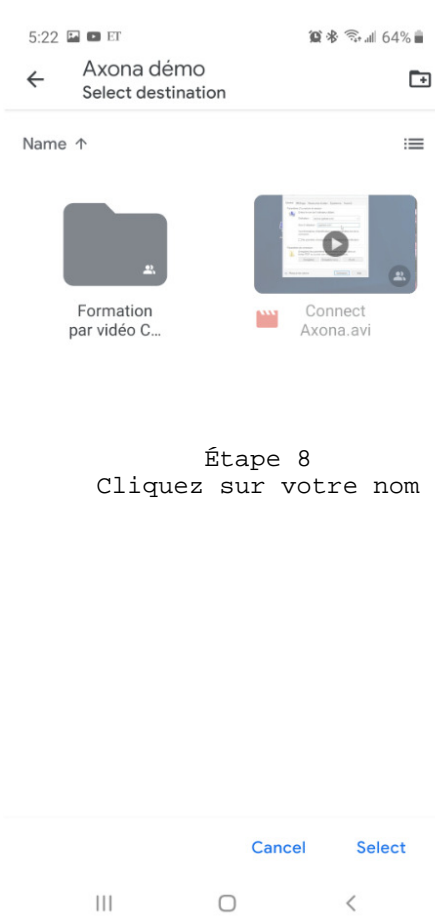 5:22 ET 64%
Axona démo
Select destination
Name ↑
Formation
par vidéo C...
Connect
Axona.avi
Étape 8
Cliquez sur votre nom
Cancel Select